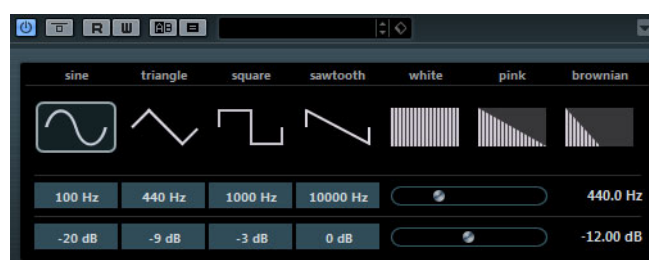 R W AB
sine triangle square sawtooth white pink brownian
100 Hz 440 Hz 1000 Hz 10000 Hz 440.0 Hz
-20 dB -9 dB -3 dB 0 dB -12.00 dB